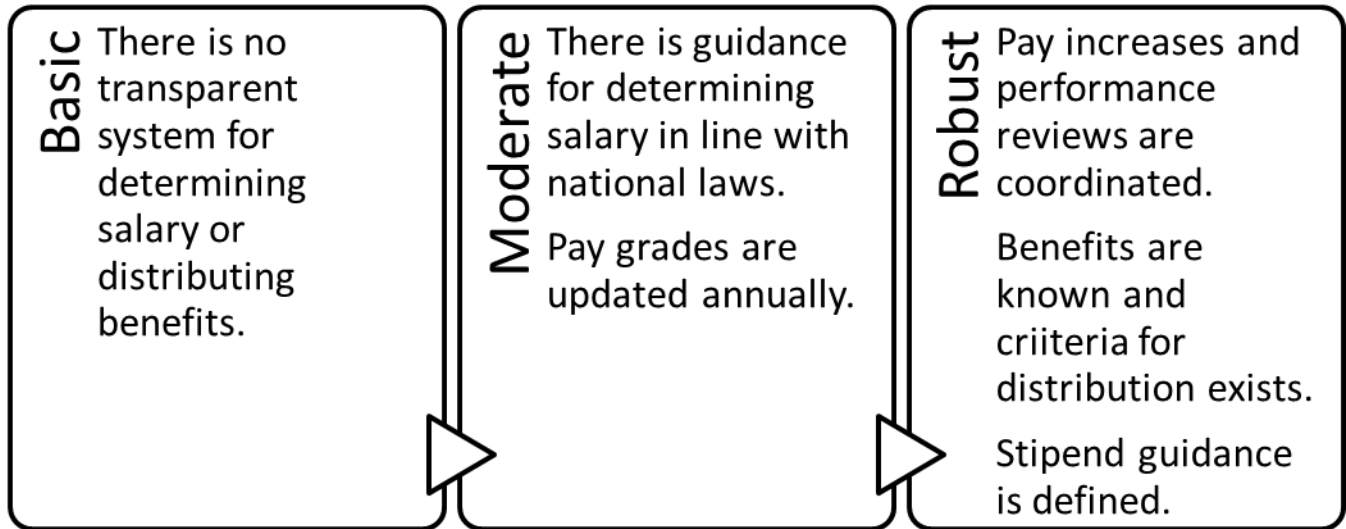 Basic
There is no
transparent
system for
determining
salary or
distributing
benefits.
Moderate
There is guidance
for determining
salary in line with
national laws.
Pay grades are
updated annually.
Robust
Pay increases and
performance
reviews are
coordinated.
Benefits are
known and
criiteria for
distribution exists.
Stipend guidance
is defined.